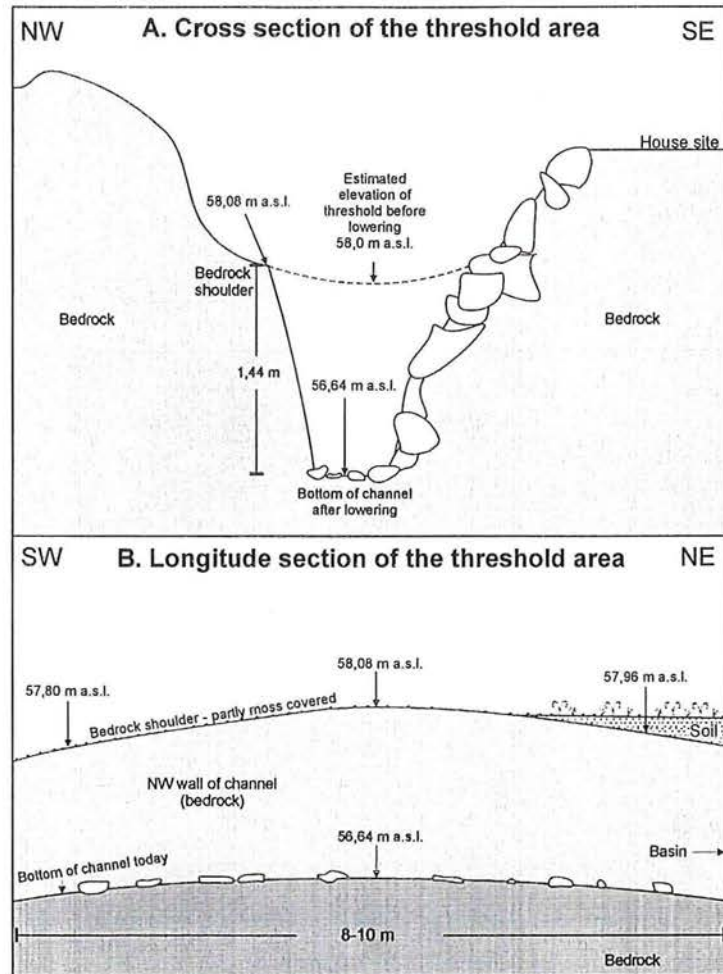 NW
A. Cross section of the threshold area
SE
House site
Estimated
elevation of
threshold before
lowering
58,0 m a.s.l.
58,08 m a.s.l.
Bedrock
shoulder
Bedrock
Bedrock
1,44 m
56,64 m a.s.l.
Bottom of channel
after lowering
SW
B. Longitude section of the threshold area
NE
58,08 m a.s.l.
57,80 m a.s.l.
57,96 m a.s.l.
Bedrock shoulder - partly moss covered
Soil
NW wall of channel
(bedrock)
56,64 m a.s.l.
Basin
Bottom of channel today
8-10 m
Bedrock